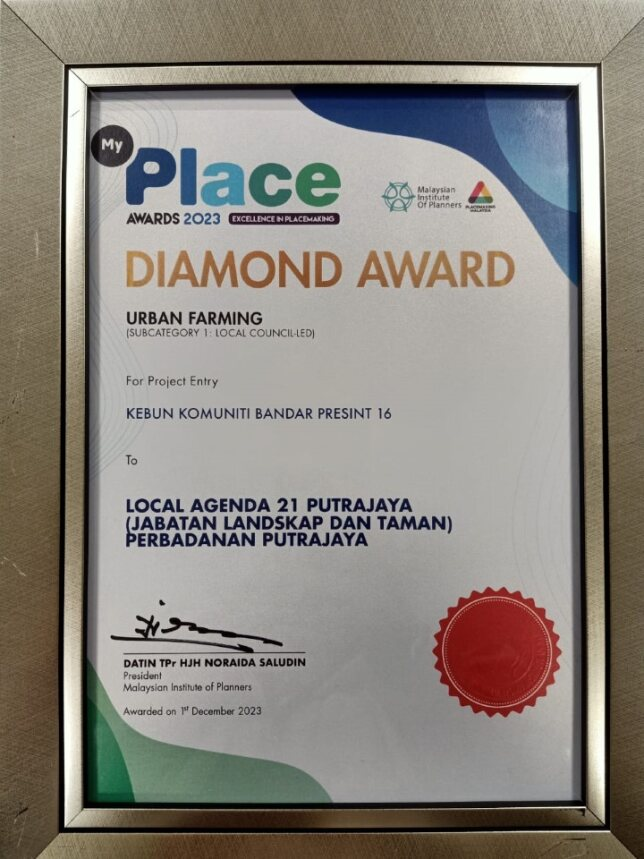 My
Place
AWARDS 2023 EXCELLENCE IN PLACEMAKING
Malaysian
Institute
Of Planners
PLACEMAKING
MALAYSIA
DIAMOND AWARD
URBAN FARMING
(SUBCATEGORY 1: LOCAL COUNCIL-LED)
For Project Entry
KEBUN KOMUNITI BANDAR PRESINT 16
To
LOCAL AGENDA 21 PUTRAJAYA
(JABATAN LANDSKAP DAN TAMAN)
PERBADANAN PUTRAJAYA
DATIN TPr HJH NORAIDA SALUDIN
President
Malaysian Institute of Planners
Awarded on 1st December 2023